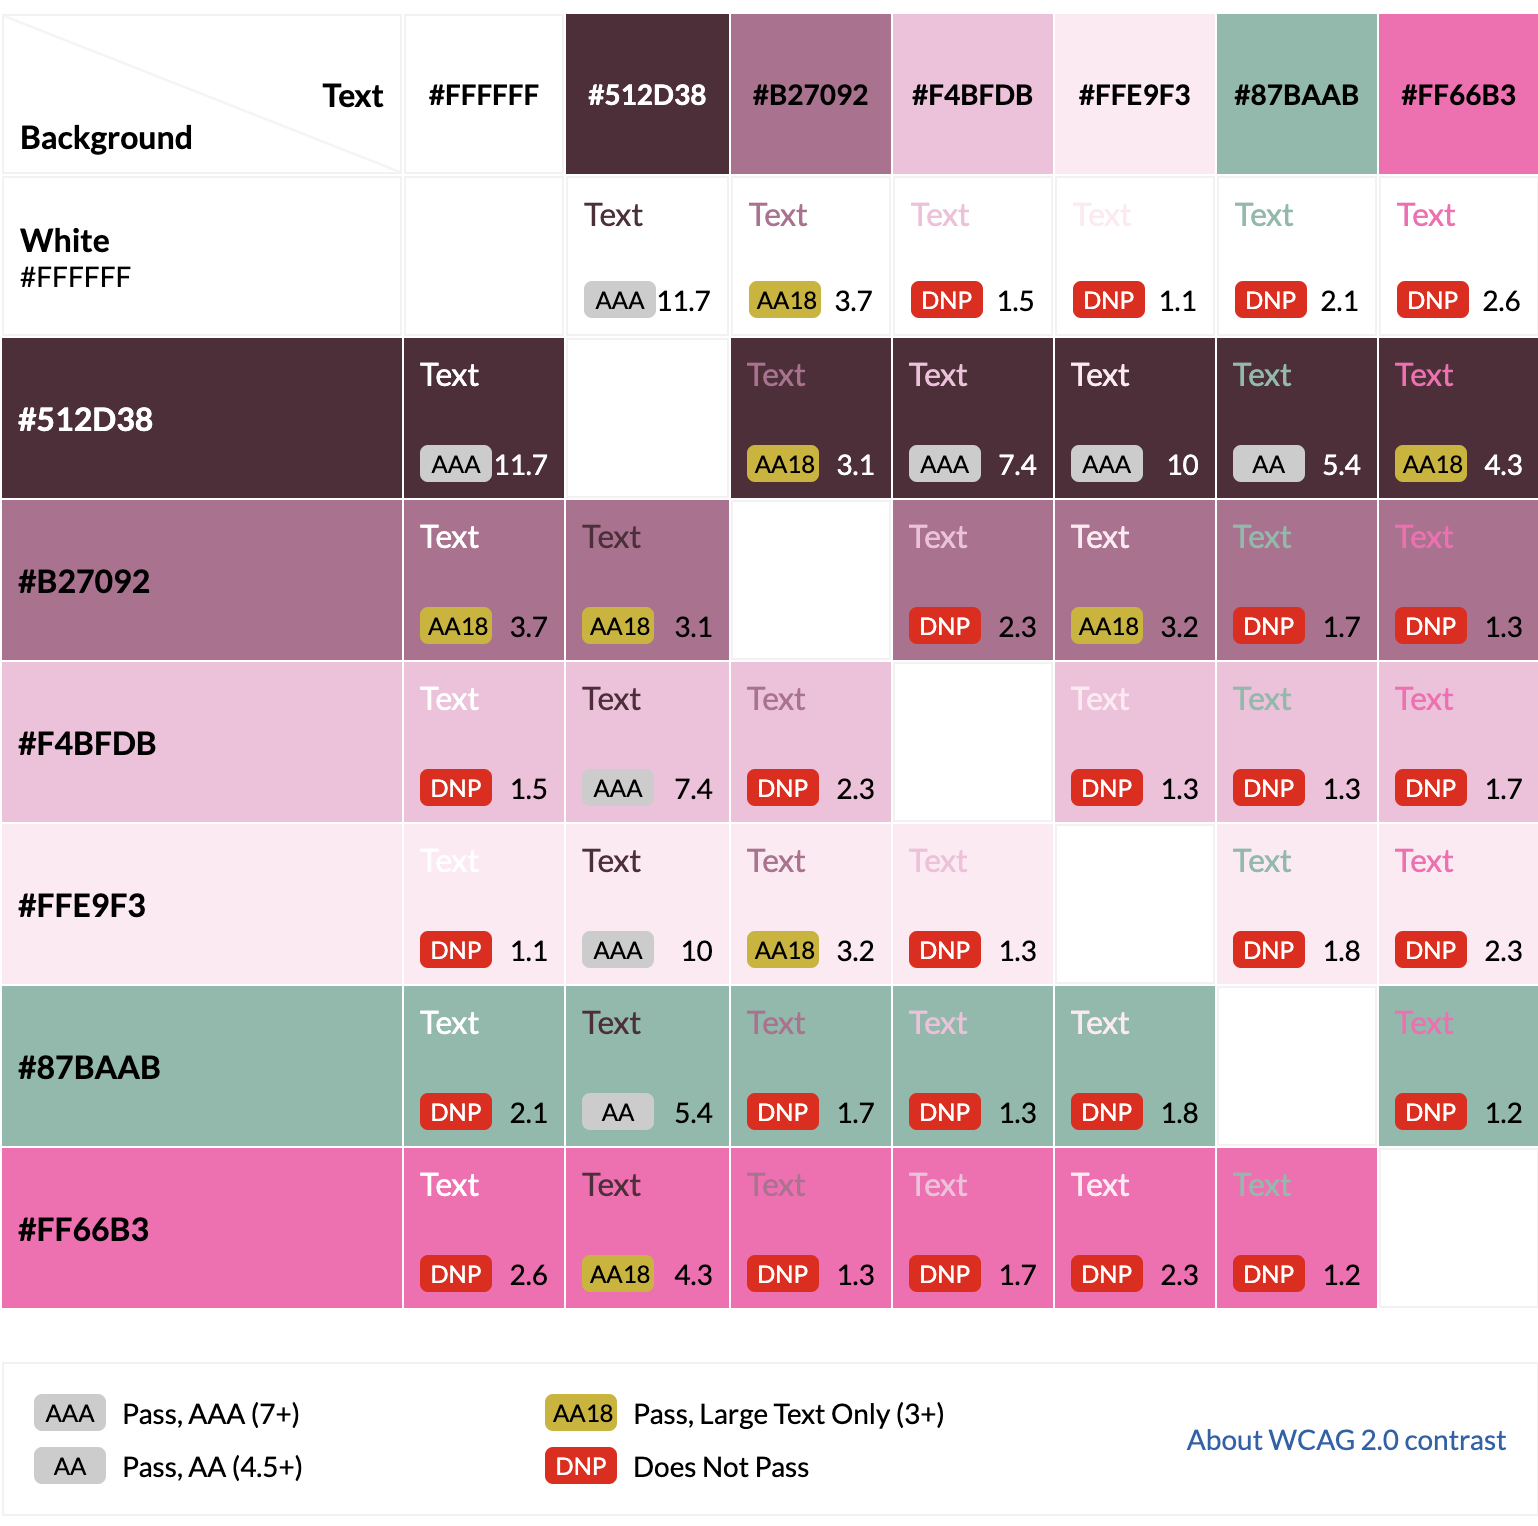 Text
Background
#FFFFFF #512D38 #B27092 #F4BFDB #FFE9F3 #87BAAB #FF66B3
White
#FFFFFF
Text Text Text Text Text Text
AAA 11.7 AA18 3.7 DNP 1.5 DNP 1.1 DNP 2.1 DNP 2.6
#512D38
Text Text Text Text Text Text
AAA 11.7 AA18 3.1 AAA 7.4 AAA 10 AA 5.4 AA18 4.3
#B27092
Text Text Text Text Text Text
AA18 3.7 AA18 3.1 DNP 2.3 AA18 3.2 DNP 1.7 DNP 1.3
#F4BFDB
Text Text Text Text Text Text
DNP 1.5 AAA 7.4 DNP 2.3 DNP 1.3 DNP 1.3 DNP 1.7
#FFE9F3
Text Text Text Text Text Text
DNP 1.1 AAA 10 AA18 3.2 DNP 1.3 DNP 1.8 DNP 2.3
#87BAAB
Text Text Text Text Text Text
DNP 2.1 AA 5.4 DNP 1.7 DNP 1.3 DNP 1.8 DNP 1.2
#FF66B3
Text Text Text Text Text Text
DNP 2.6 AA18 4.3 DNP 1.3 DNP 1.7 DNP 2.3 DNP 1.2
AAA Pass, AAA (7+)
AA Pass, AA (4.5+)
AA18 Pass, Large Text Only (3+)
DNP Does Not Pass
About WCAG 2.0 contrast